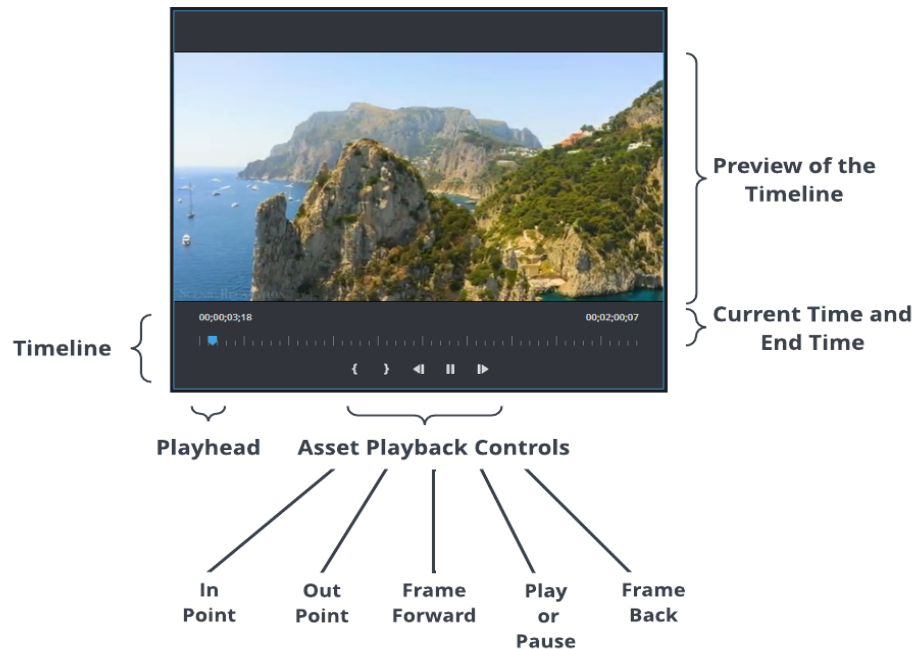 Preview of the
Timeline
00;00;03;18
00;02;00;07
Current Time and
End Time
Timeline
{ }
Playhead
Asset Playback Controls
In
Point
Out
Point
Frame
Forward
Play
or
Pause
Frame
Back